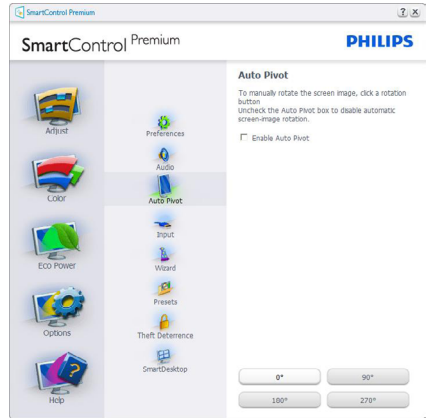 SmartControl Premium
SmartControl Premium
PHILIPS
Adjust
Color
Eco Power
Options
Help
Preferences
Audio
Auto Pivot
Input
Wizard
Presets
Theft Deterrence
SmartDesktop
Auto Pivot
To manually rotate the screen image, click a rotation
button
Uncheck the Auto Pivot box to disable automatic
screen-image rotation.
Enable Auto Pivot
0°
90°
180°
270°